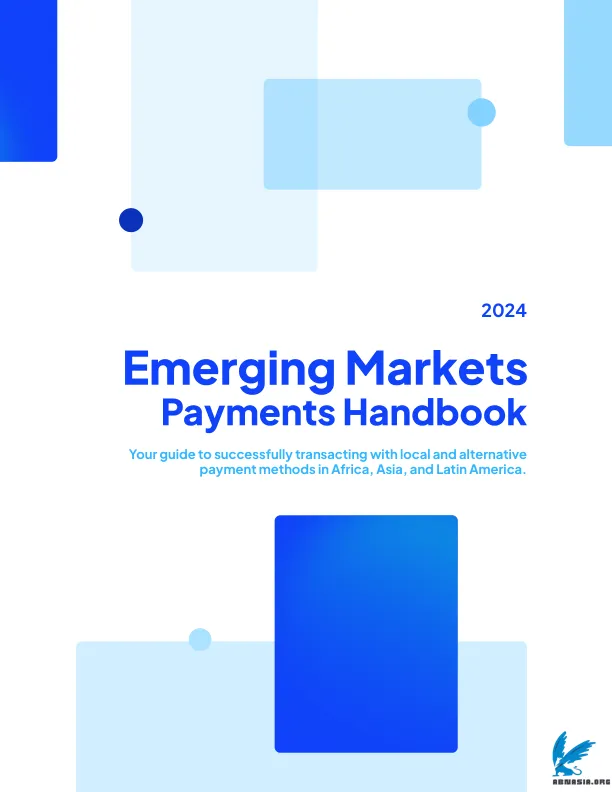 2024
Emerging Markets
Payments Handbook
Your guide to successfully transacting with local and alternative
payment methods in Africa, Asia, and Latin America.
ABNASIA.ORG